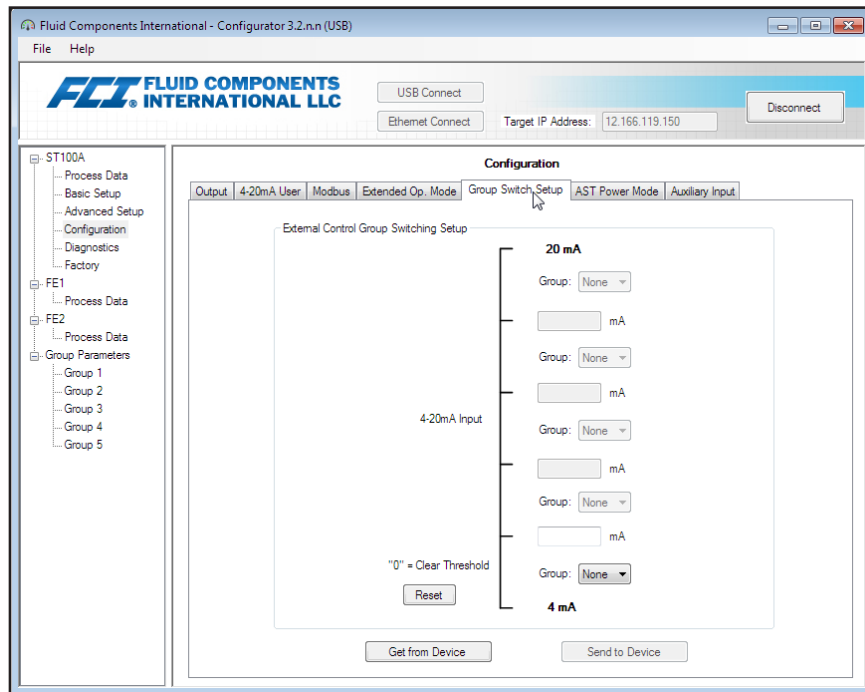 Fluid Components International - Configurator 3.2.n.n (USB)
File Help
FCI® FLUID COMPONENTS
INTERNATIONAL LLC
USB Connect
Ethernet Connect
Target IP Address: 12.166.119.150
Disconnect
ST100A
Process Data
Basic Setup
Advanced Setup
Configuration
Diagnostics
Factory
FE1
Process Data
FE2
Process Data
Group Parameters
Group 1
Group 2
Group 3
Group 4
Group 5
Configuration
Output 4-20mA User Modbus Extended Op. Mode Group Switch Setup AST Power Mode Auxiliary Input
External Control Group Switching Setup
20 mA
Group: None
mA
Group: None
mA
4-20mA Input
Group: None
mA
Group: None
mA
"0" = Clear Threshold
Group: None
Reset
4 mA
Get from Device
Send to Device